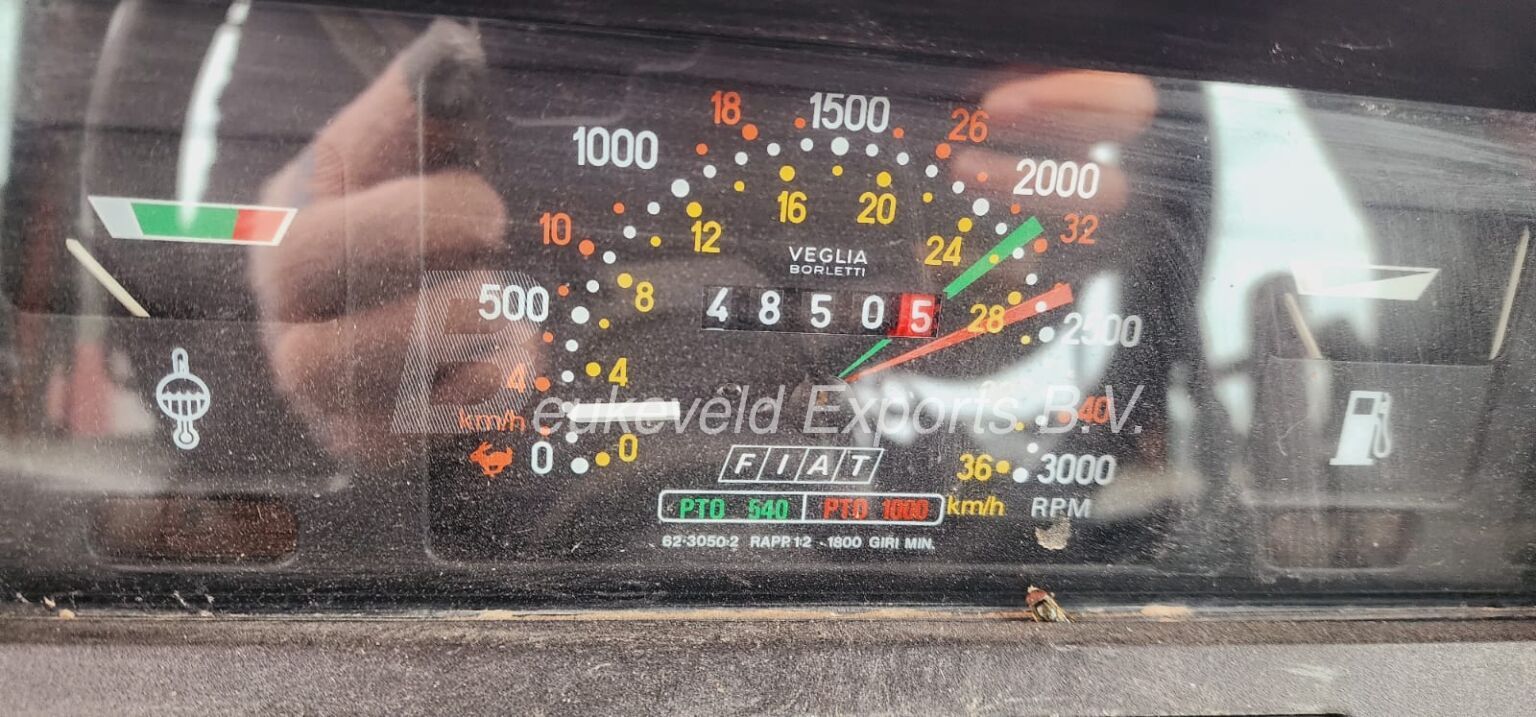 18
1500
26
1000
2000
16
20
10
12
32
24
VEGLIA
BORLETTI
500
8
48505
28
2500
4
4
km/h
40
0
0
FIAT
36
3000
PTO 540
PTO 1000
km/h
RPM
62-3050-2 RAPP.1:2 -1800 GIRI MIN.
Beukeveld Exports B.V.